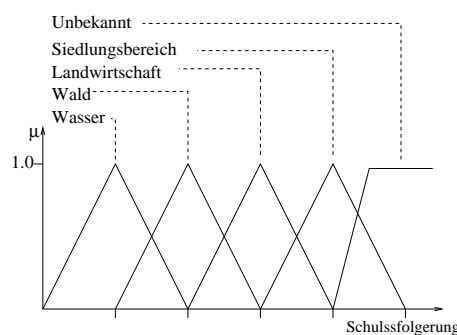 Unbekannt
Siedlungsbereich
Landwirtschaft
Wald
Wasser
μ
1.0
Schulssfolgerung